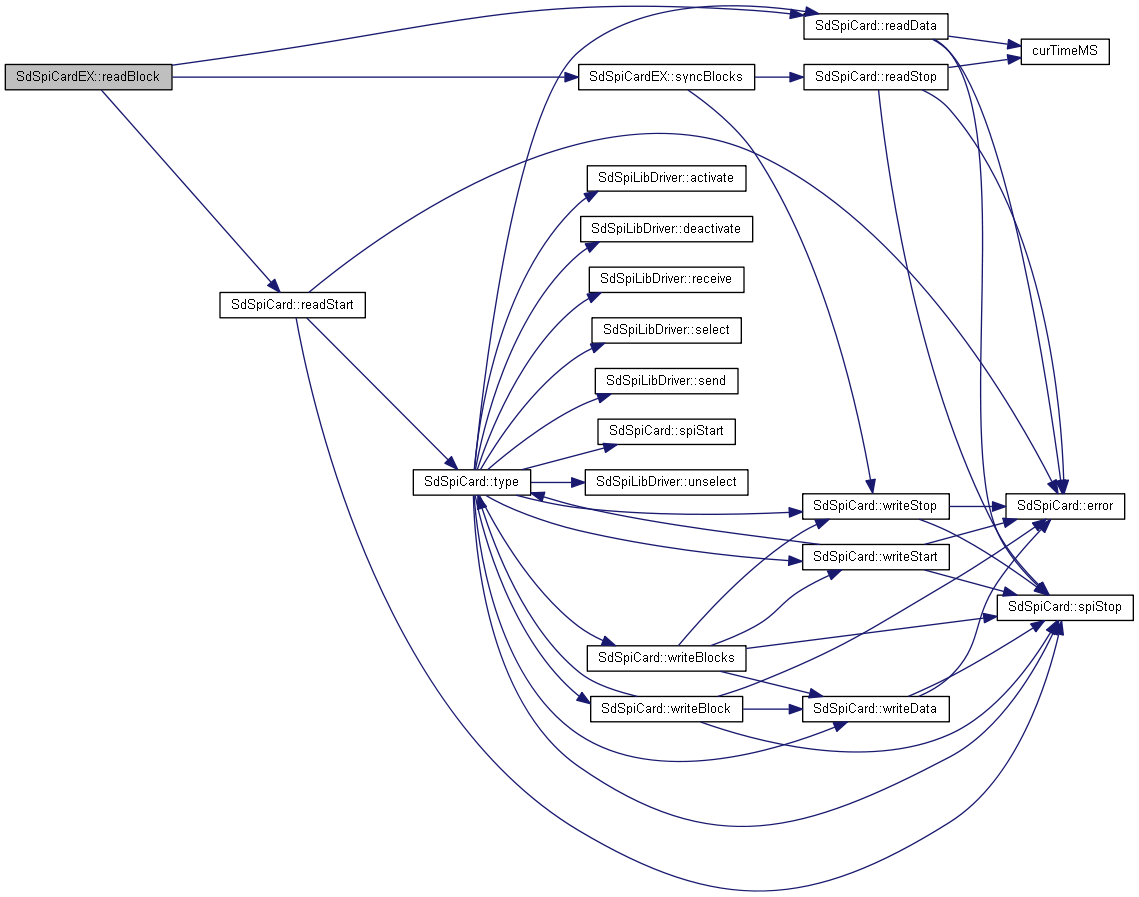 SdSpiCard::readData
curTimeMS
SdSpiCardEX::readBlock
SdSpiCardEX::syncBlocks
SdSpiCard::readStop
SdSpiLibDriver::activate
SdSpiLibDriver::deactivate
SdSpiLibDriver::receive
SdSpiCard::readStart
SdSpiLibDriver::select
SdSpiLibDriver::send
SdSpiCard::spiStart
SdSpiCard::type
SdSpiLibDriver::unselect
SdSpiCard::writeStop
SdSpiCard::error
SdSpiCard::writeStart
SdSpiCard::spiStop
SdSpiCard::writeBlocks
SdSpiCard::writeBlock
SdSpiCard::writeData